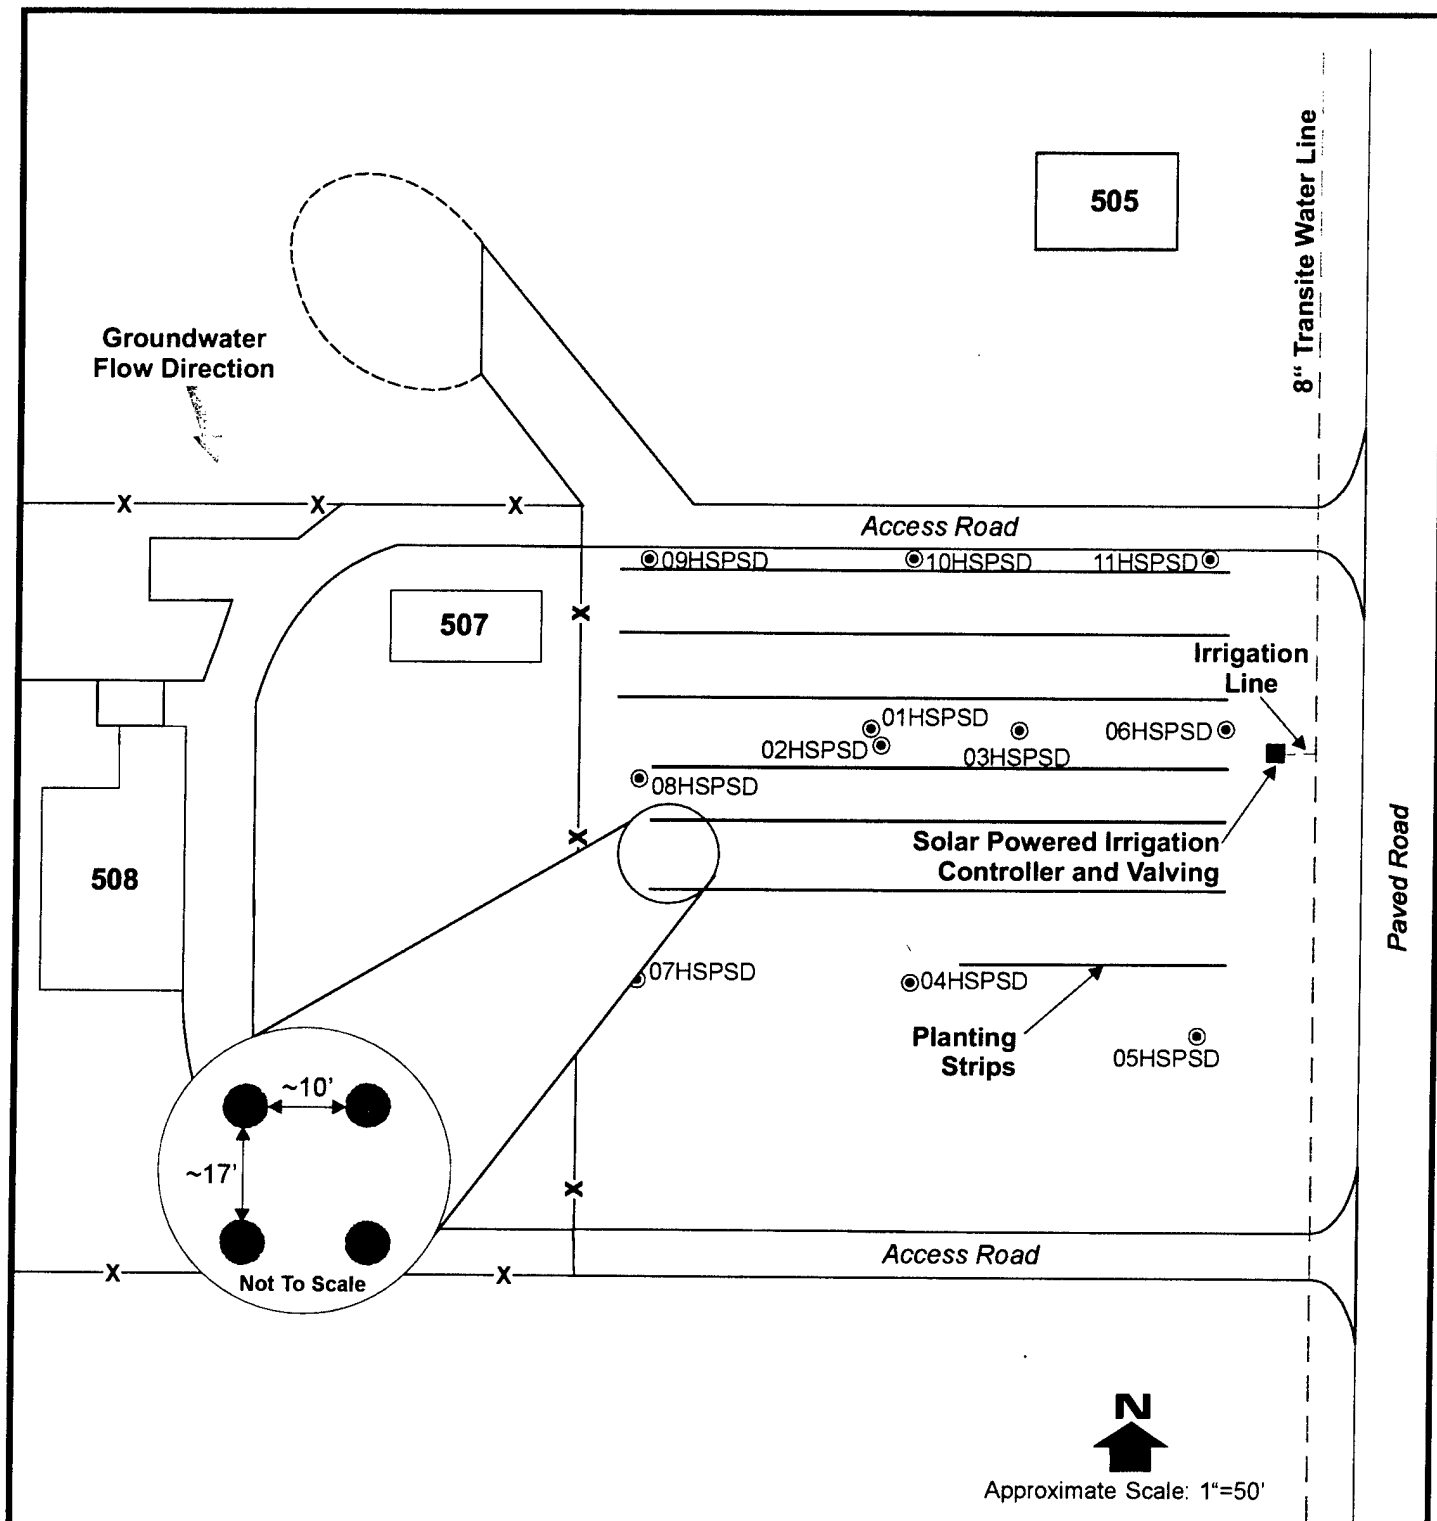 505
8“ Transite Water Line
Groundwater
Flow Direction
X X X
Access Road
09HSPSD 10HSPSD 11HSPSD
507
X
Irrigation
Line
01HSPSD
02HSPSD 03HSPSD 06HSPSD
08HSPSD
X
Solar Powered Irrigation
Controller and Valving
508
Paved Road
07HSPSD
04HSPSD
Planting
Strips
05HSPSD
~10'
~17'
X
Access Road
X X
Not To Scale
N
Approximate Scale: 1“=50'